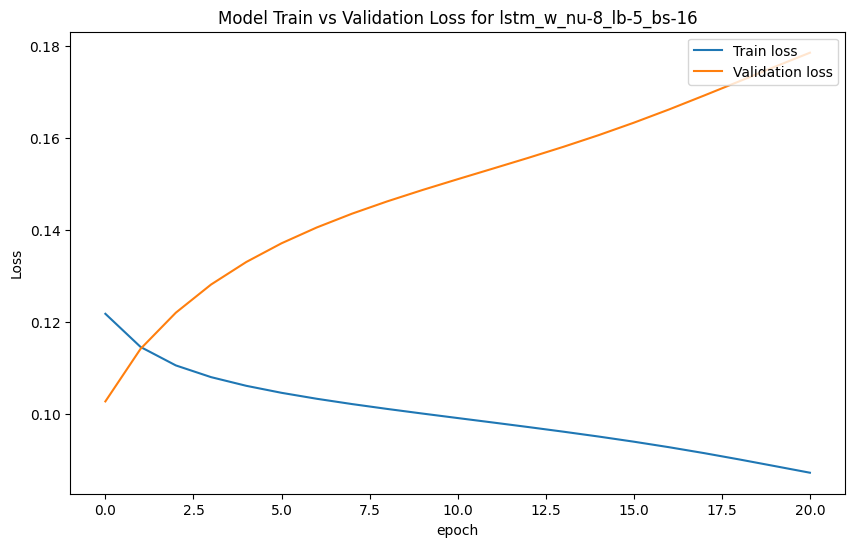 Model Train vs Validation Loss for lstm_w_nu-8_lb-5_bs-16
0.18
0.16
0.14
0.12
0.10
Loss
Train loss
Validation loss
0.0 2.5 5.0 7.5 10.0 12.5 15.0 17.5 20.0
epoch